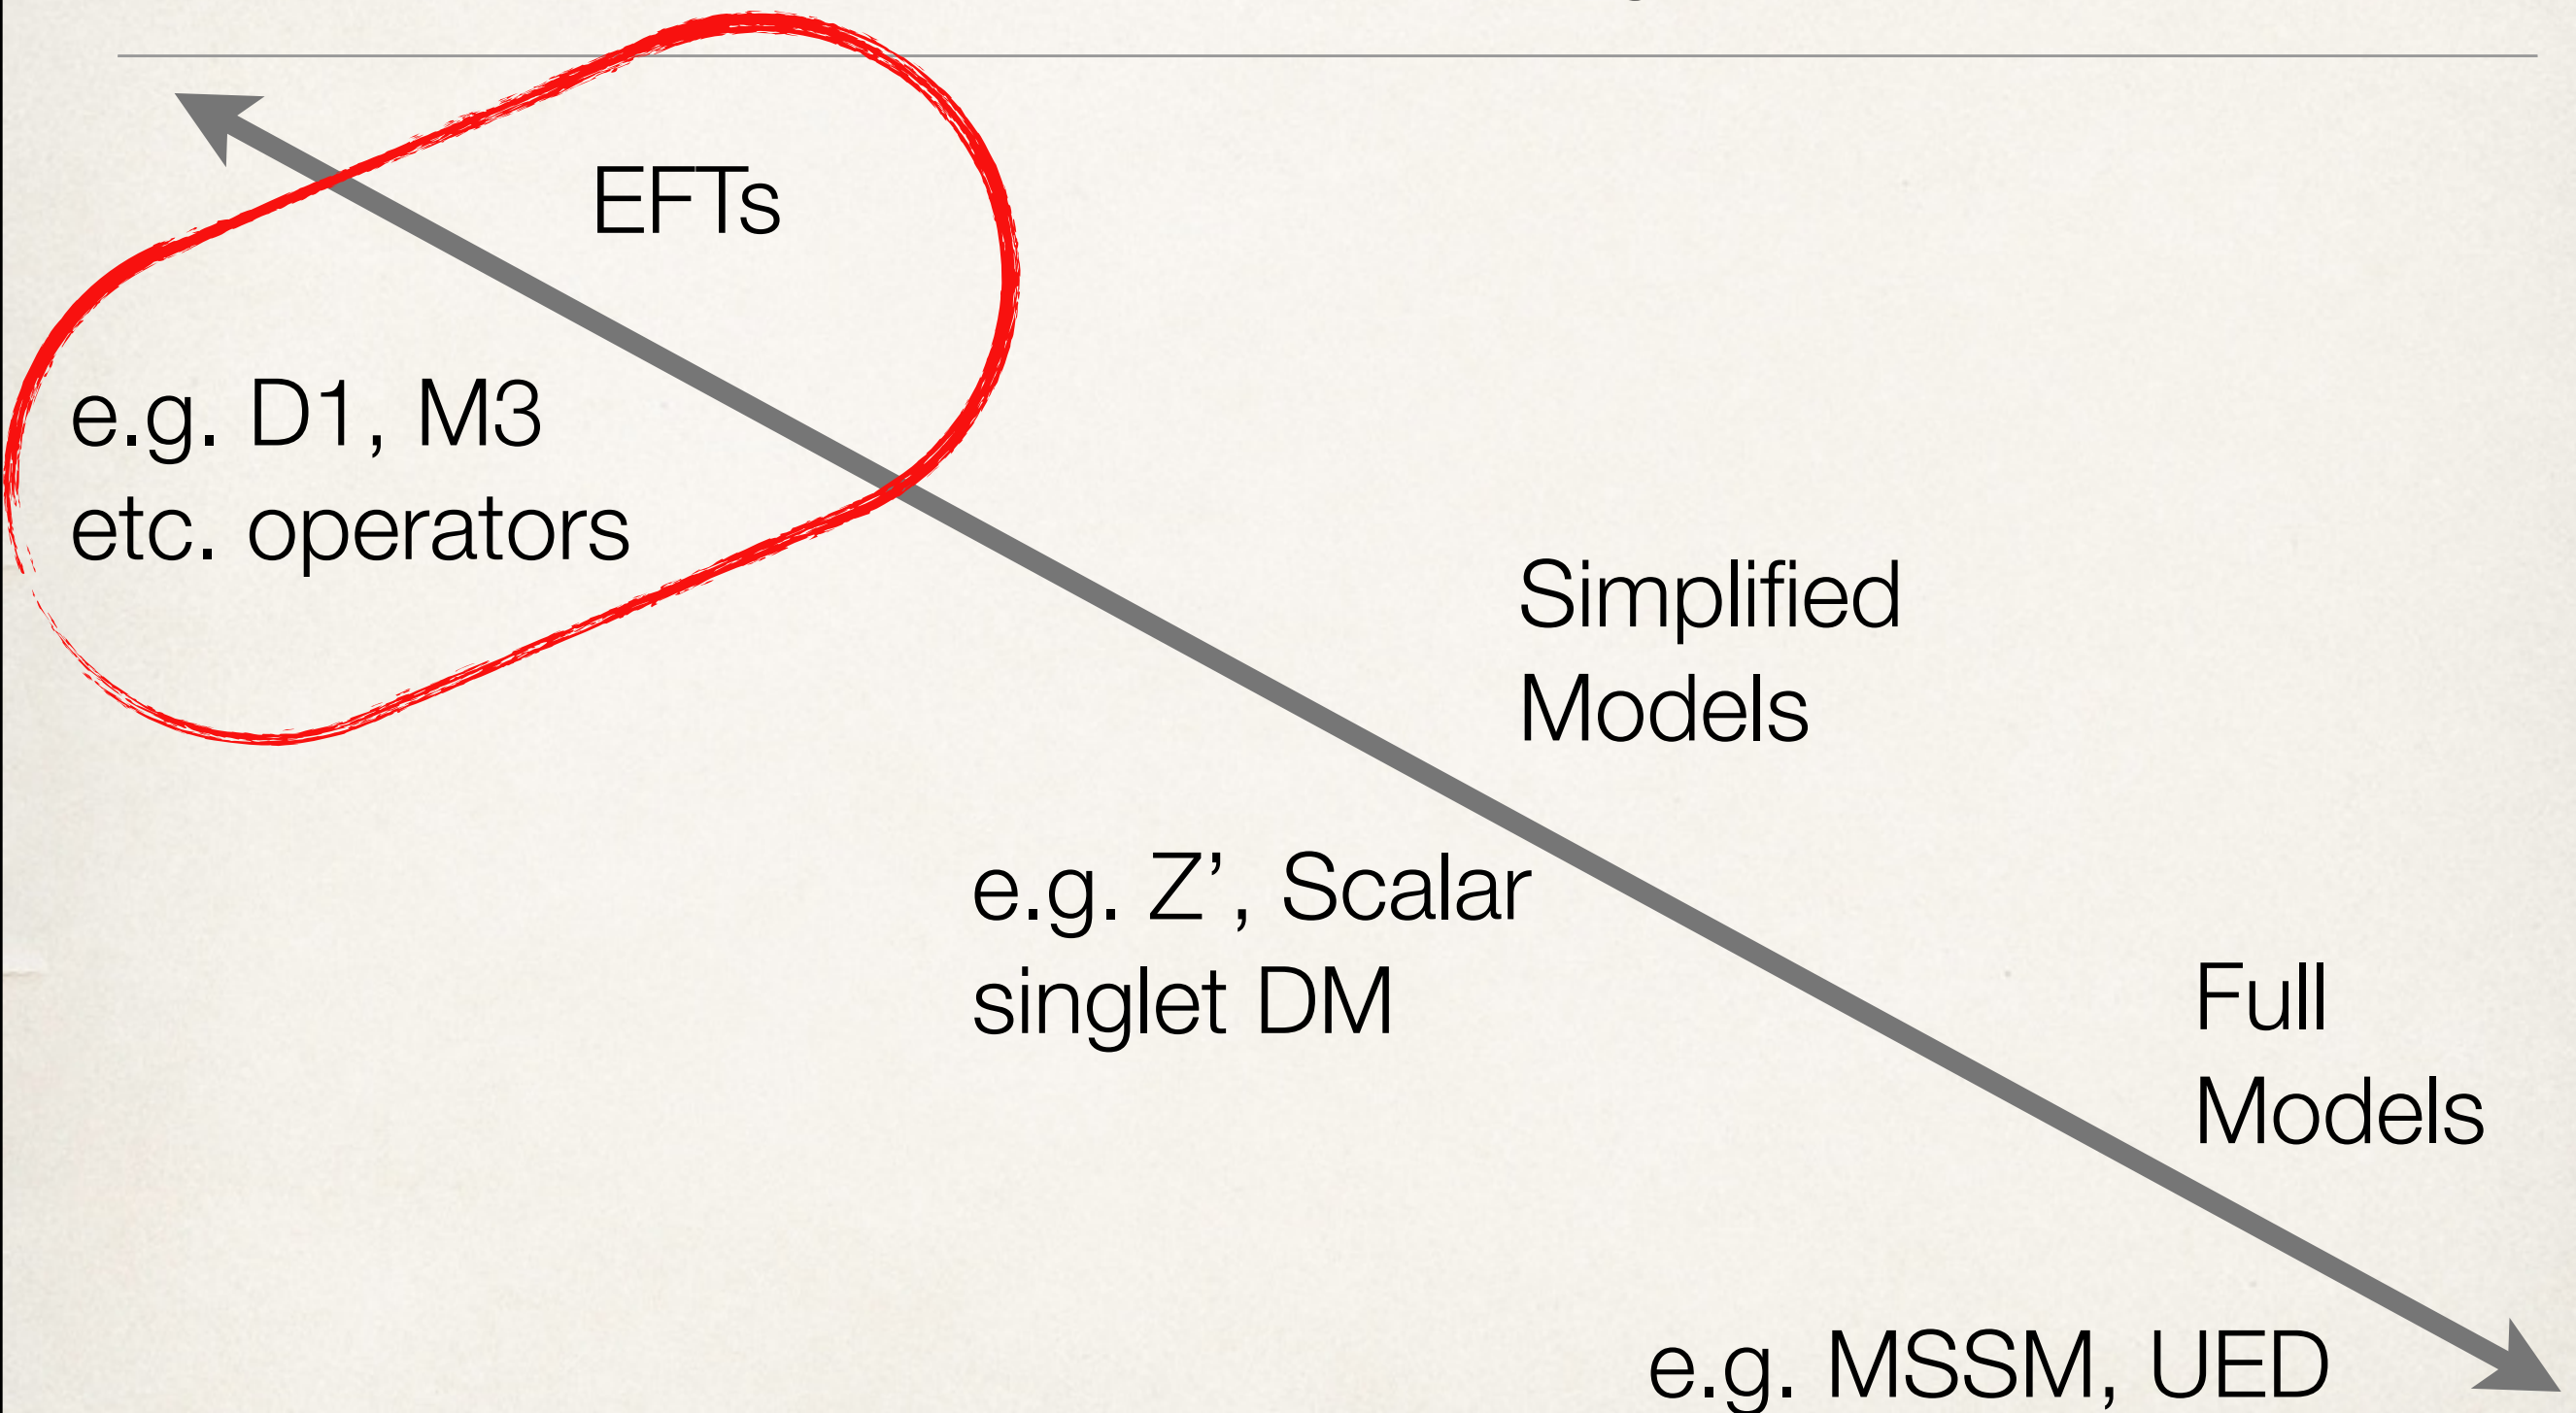 EFTs
e.g. D1, M3
etc. operators
Simplified
Models
e.g. Z’, Scalar
singlet DM
Full
Models
e.g. MSSM, UED